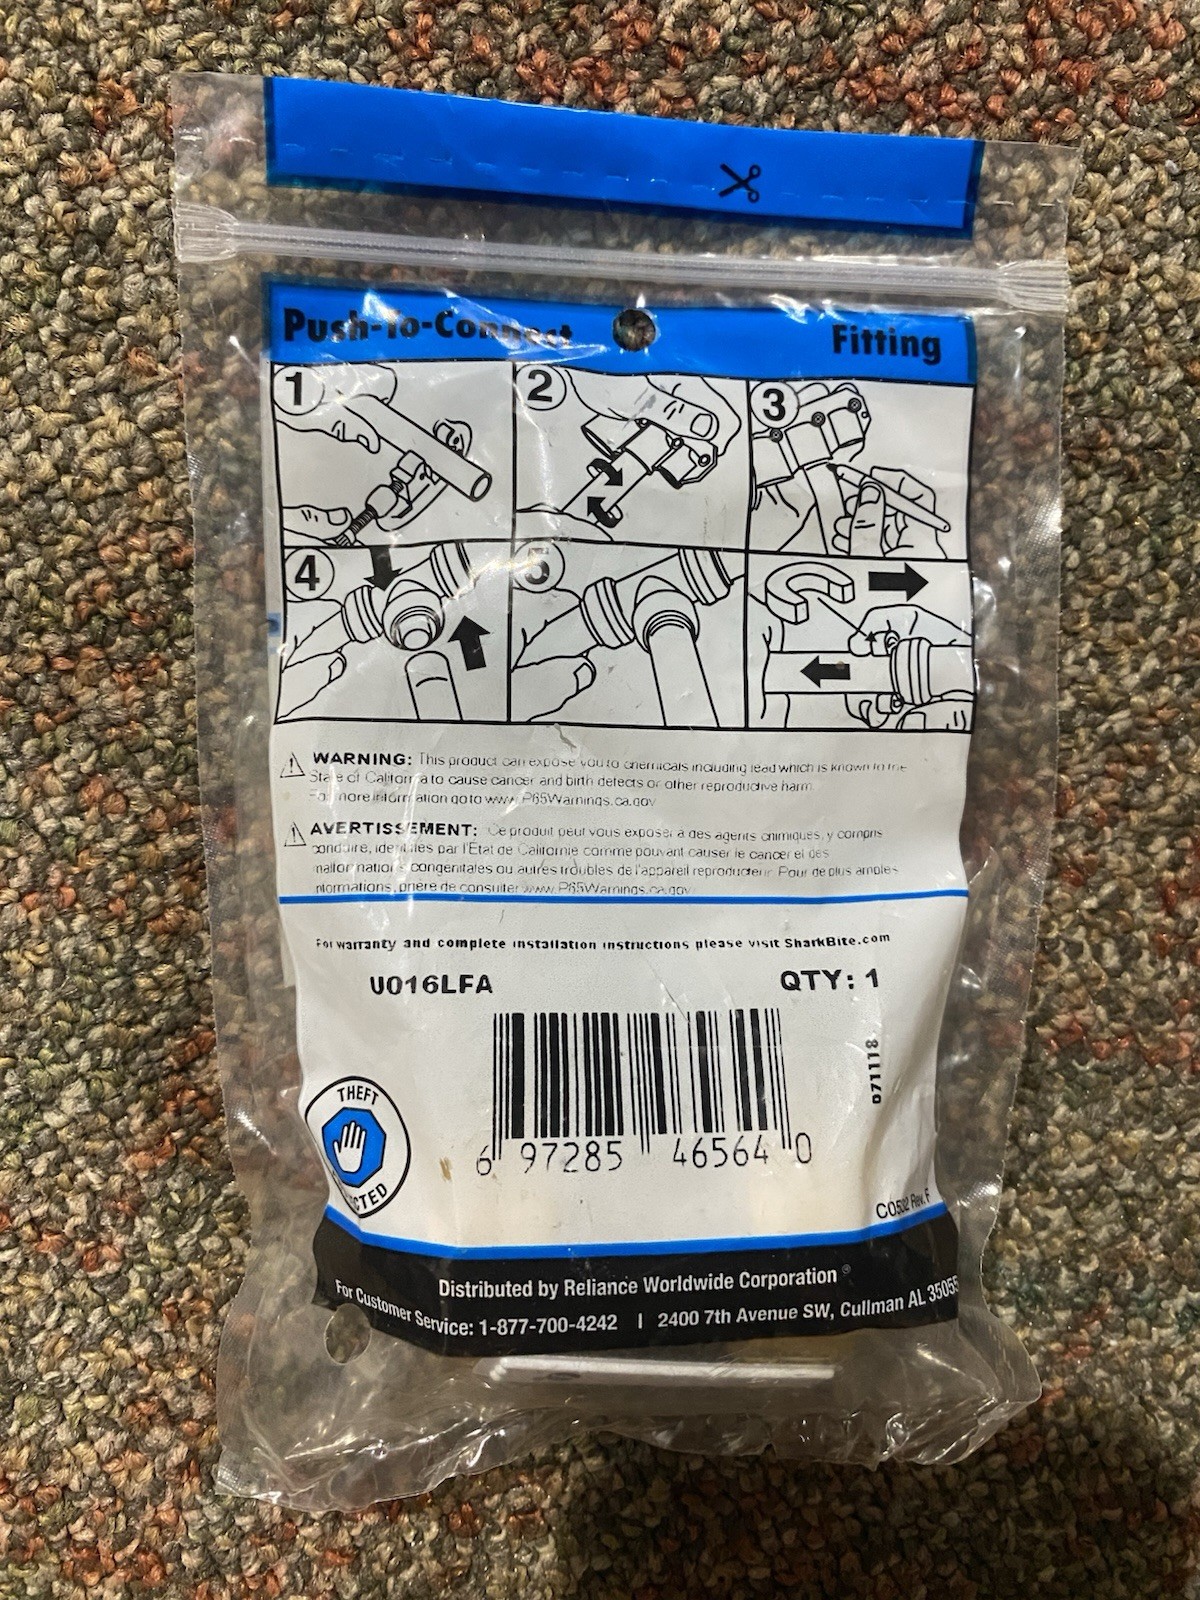 Push-To-Connect Fitting
1
2
3
4
5
WARNING: This product can expose you to chemicals including lead which is known to the
State of California to cause cancer and birth defects or other reproductive harm.
For more information go to www.P65Warnings.ca.gov
AVERTISSEMENT: Ce produit peut vous exposer à des agents chimiques, y compris
identifiés par l'État de Californie comme pouvant causer le cancer et des
malformations congénitales ou autres troubles de l'appareil reproducteur. Pour de plus amples
informations, prière de consulter www.P65Warnings.ca.gov
For warranty and complete installation instructions please visit SharkBite.com
U016LFA QTY: 1
071118
THEFT
6 97285 46564 0
C0532 Rev. F
Distributed by Reliance Worldwide Corporation®
For Customer Service: 1-877-700-4242 | 2400 7th Avenue SW, Cullman AL 35055